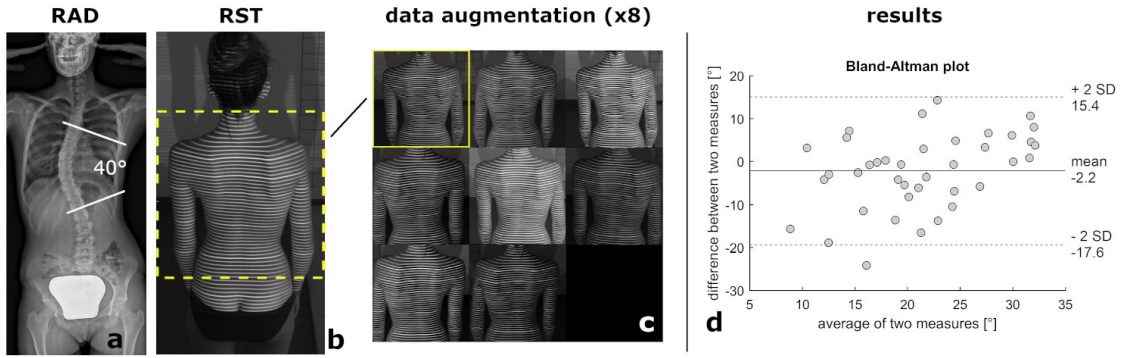 RAD
RST
data augmentation (x8)
results
40°
a
b
c
d
Bland-Altman plot
difference between two measures [°]
20
10
0
-10
-20
-30
+ 2 SD
15.4
mean
-2.2
- 2 SD
-17.6
5
10
15
20
25
30
35
average of two measures [°]